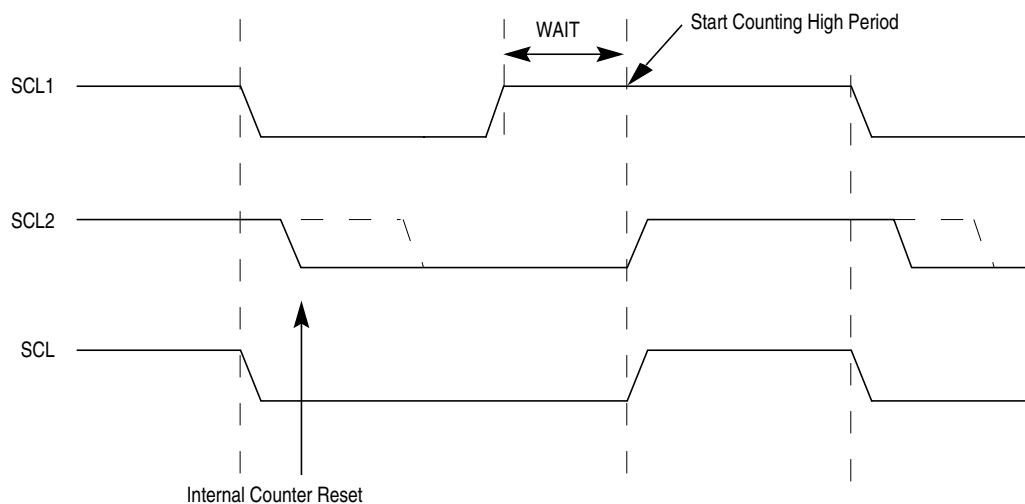 WAIT
Start Counting High Period
SCL1
SCL2
SCL
Internal Counter Reset